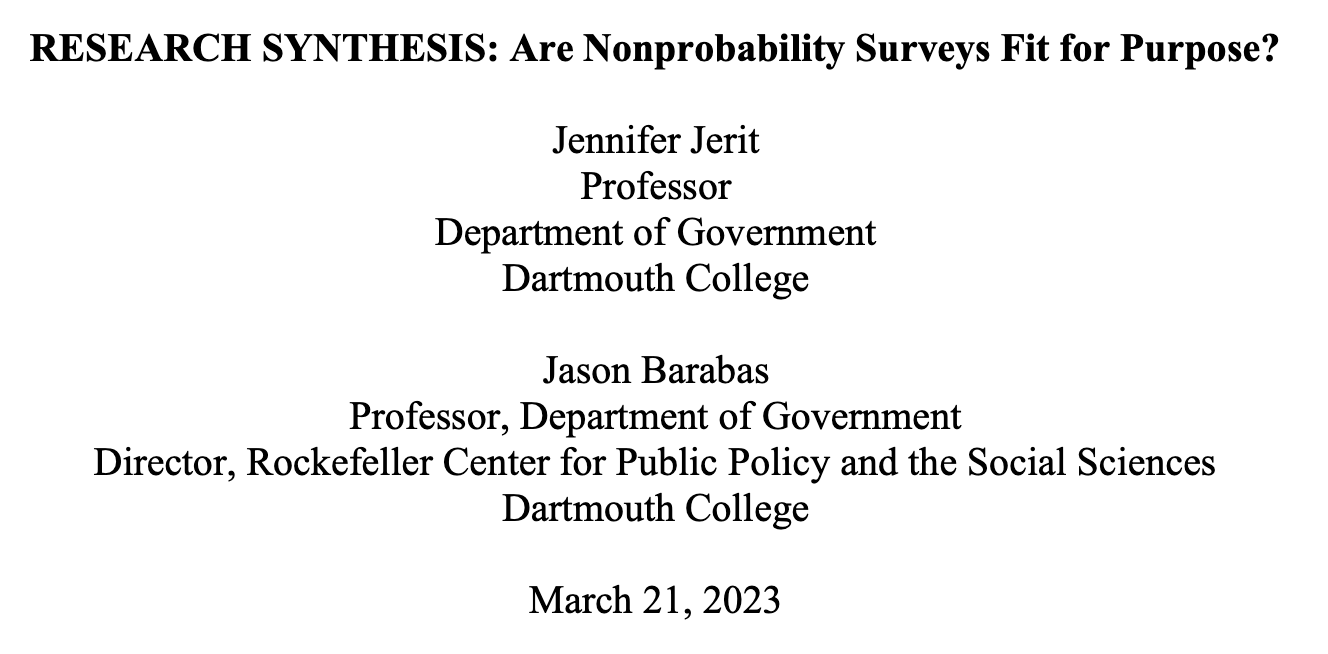 RESEARCH SYNTHESIS: Are Nonprobability Surveys Fit for Purpose?
Jennifer Jerit
Professor
Department of Government
Dartmouth College
Jason Barabas
Professor, Department of Government
Director, Rockefeller Center for Public Policy and the Social Sciences
Dartmouth College
March 21, 2023